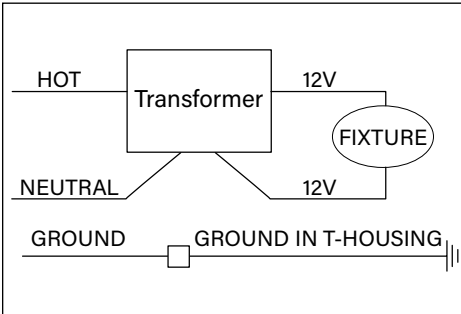 HOT
Transformer
12V
FIXTURE
NEUTRAL
12V
GROUND
GROUND IN T-HOUSING